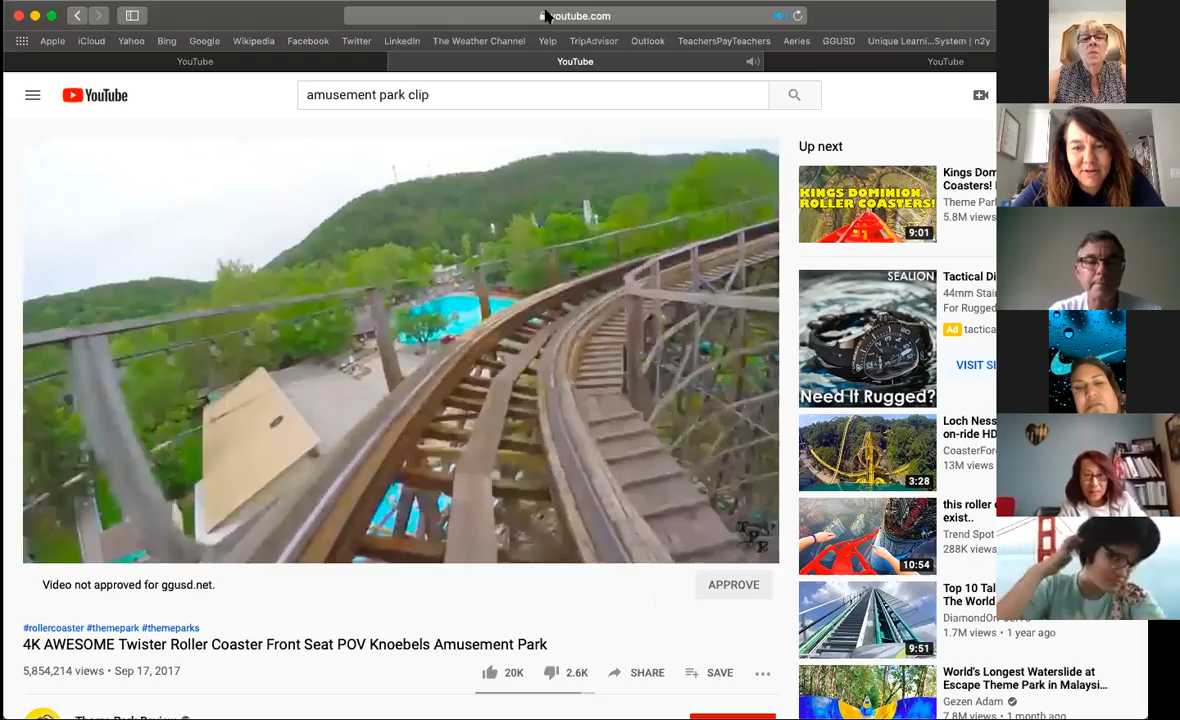 youtube.com
Apple iCloud Yahoo Bing Google Wikipedia Facebook Twitter LinkedIn The Weather Channel Yelp TripAdvisor Outlook TeachersPayTeachers Aeries GGUSD Unique Learni...System | n2y
YouTube YouTube YouTube
YouTube
amusement park clip
Up next
KINGS DOMINION
ROLLER COASTERS!
9:01
Kings Dom
Coasters!
Theme Par
5.8M views
SEALION
Need It Rugged?
Tactical Di
44mm Stai
For Rugged
Ad tactica
VISIT SI
3:28
Loch Ness
on-ride HD
CoasterFor
13M views
10:54
this roller
exist..
Trend Spot
288K views
9:51
Top 10 Tal
The World
1.7M views • 1 year ago
World's Longest Waterslide at
Escape Theme Park in Malaysi...
Gezen Adam
7.8M views • 1 month ago
Video not approved for ggusd.net.
APPROVE
#rollercoaster #themepark #themeparks
4K AWESOME Twister Roller Coaster Front Seat POV Knoebels Amusement Park
5,854,214 views • Sep 17, 2017
20K 2.6K SHARE SAVE
Theme Park Review